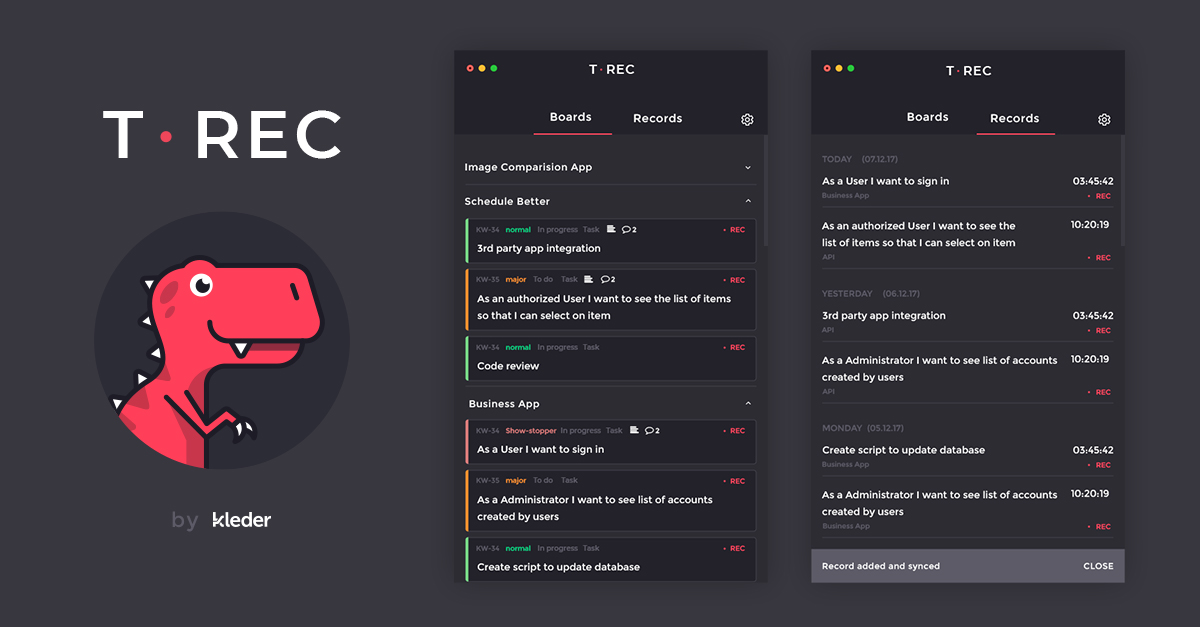 T • REC
by kleder
T • REC
Boards
Records
Image Comparision App
Schedule Better
KW-34 normal In progress Task 2 • REC
3rd party app integration
KW-35 major To do Task 2 • REC
As an authorized User I want to see the list of items
so that I can select on item
KW-34 normal In progress Task • REC
Code review
Business App
KW-34 Show-stopper In progress Task 2 • REC
As a User I want to sign in
KW-35 major To do Task • REC
As a Administrator I want to see list of accounts
created by users
KW-34 normal In progress Task • REC
Create script to update database
T • REC
Boards
Records
TODAY (07.12.17)
As a User I want to sign in 03:45:42
Business App • REC
As an authorized User I want to see the 10:20:19
list of items so that I can select on item
API • REC
YESTERDAY (06.12.17)
3rd party app integration 03:45:42
API • REC
As a Administrator I want to see list of accounts 10:20:19
created by users
API • REC
MONDAY (05.12.17)
Create script to update database 03:45:42
Business App • REC
As a Administrator I want to see list of accounts 10:20:19
created by users
Business App • REC
Record added and synced CLOSE